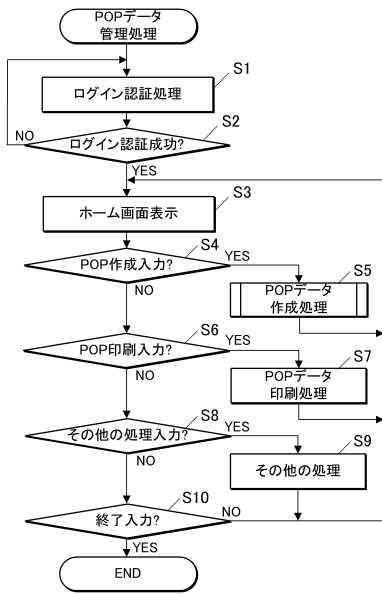 POPデータ
管理処理
S1
ログイン認証処理
S2
ログイン認証成功?
NO
YES
S3
ホーム画面表示
S4
POP作成入力?
YES
NO
S5
POPデータ
作成処理
S6
POP印刷入力?
YES
NO
S7
POPデータ
印刷処理
S8
その他の処理入力?
YES
NO
S9
その他の処理
S10
終了入力?
NO
YES
END